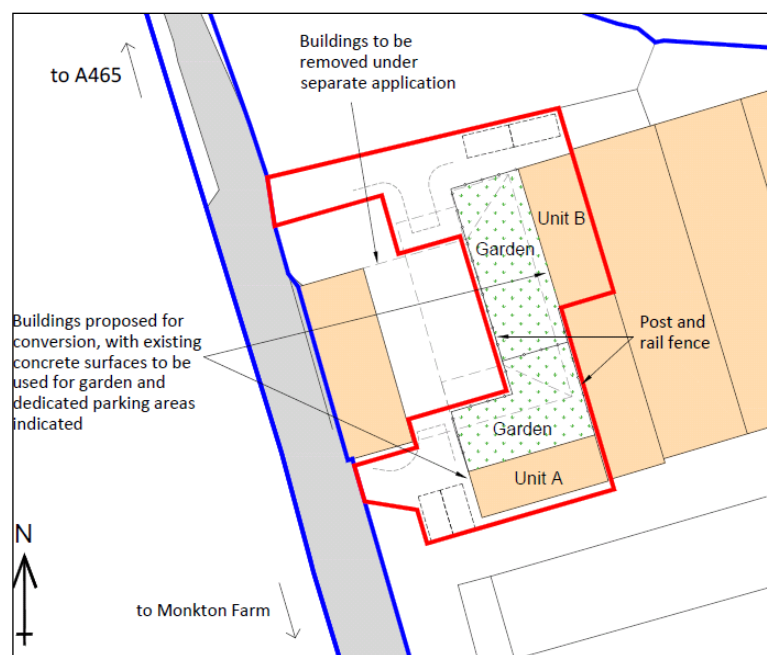 Buildings to be
removed under
separate application
to A465
Unit B
Garden
Buildings proposed for
conversion, with existing
concrete surfaces to be
used for garden and
dedicated parking areas
indicated
Post and
rail fence
Garden
Unit A
N
to Monkton Farm